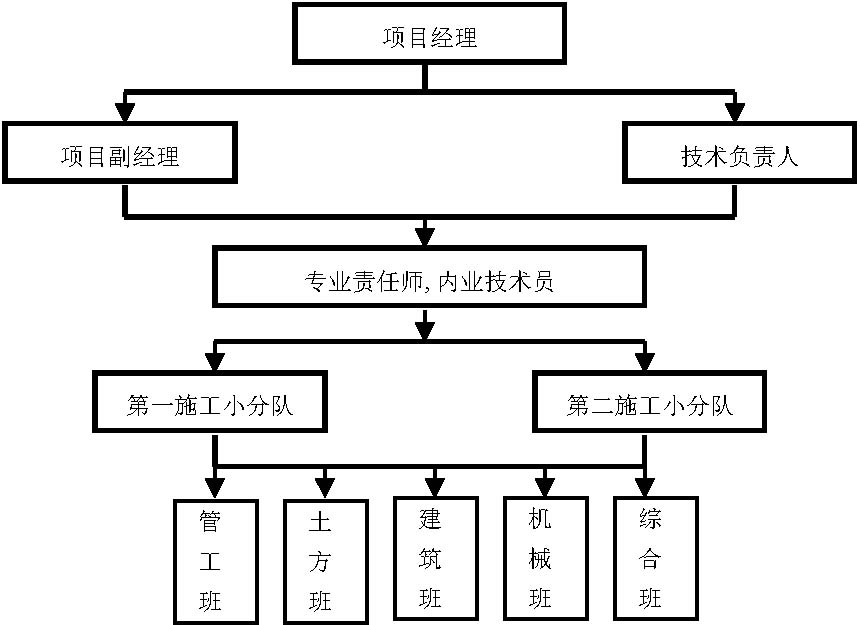 项目经理
项目副经理
技术负责人
专业责任师,内业技术员
第一施工小分队
第二施工小分队
管工班
土方班
建筑班
机械班
综合班